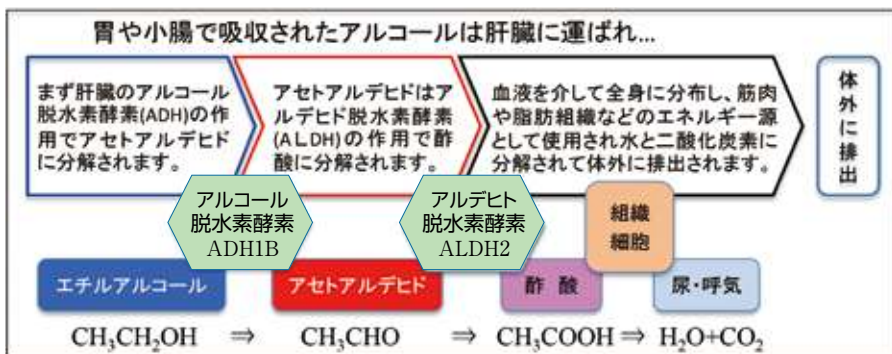 胃や小腸で吸収されたアルコールは肝臓に運ばれ...
まず肝臓のアルコール
脱水素酵素(ADH)の作
用でアセトアルデヒド
に分解されます。
アセトアルデヒドはア
ルデヒド脱水素酵素
(ALDH)の作用で酢
酸に分解されます。
血液を介して全身に分布し、筋肉
や脂肪組織などのエネルギー源
として使用され水と二酸化炭素に
分解されて体外に排出されます。
体外に排出
アルコール
脱水素酵素
ADH1B
アルデヒト
脱水素酵素
ALDH2
組織
細胞
エチルアルコール
アセトアルデヒド
酢 酸
尿・呼気
CH₃CH₂OH ⇒ CH₃CHO ⇒ CH₃COOH ⇒ H₂O+CO₂